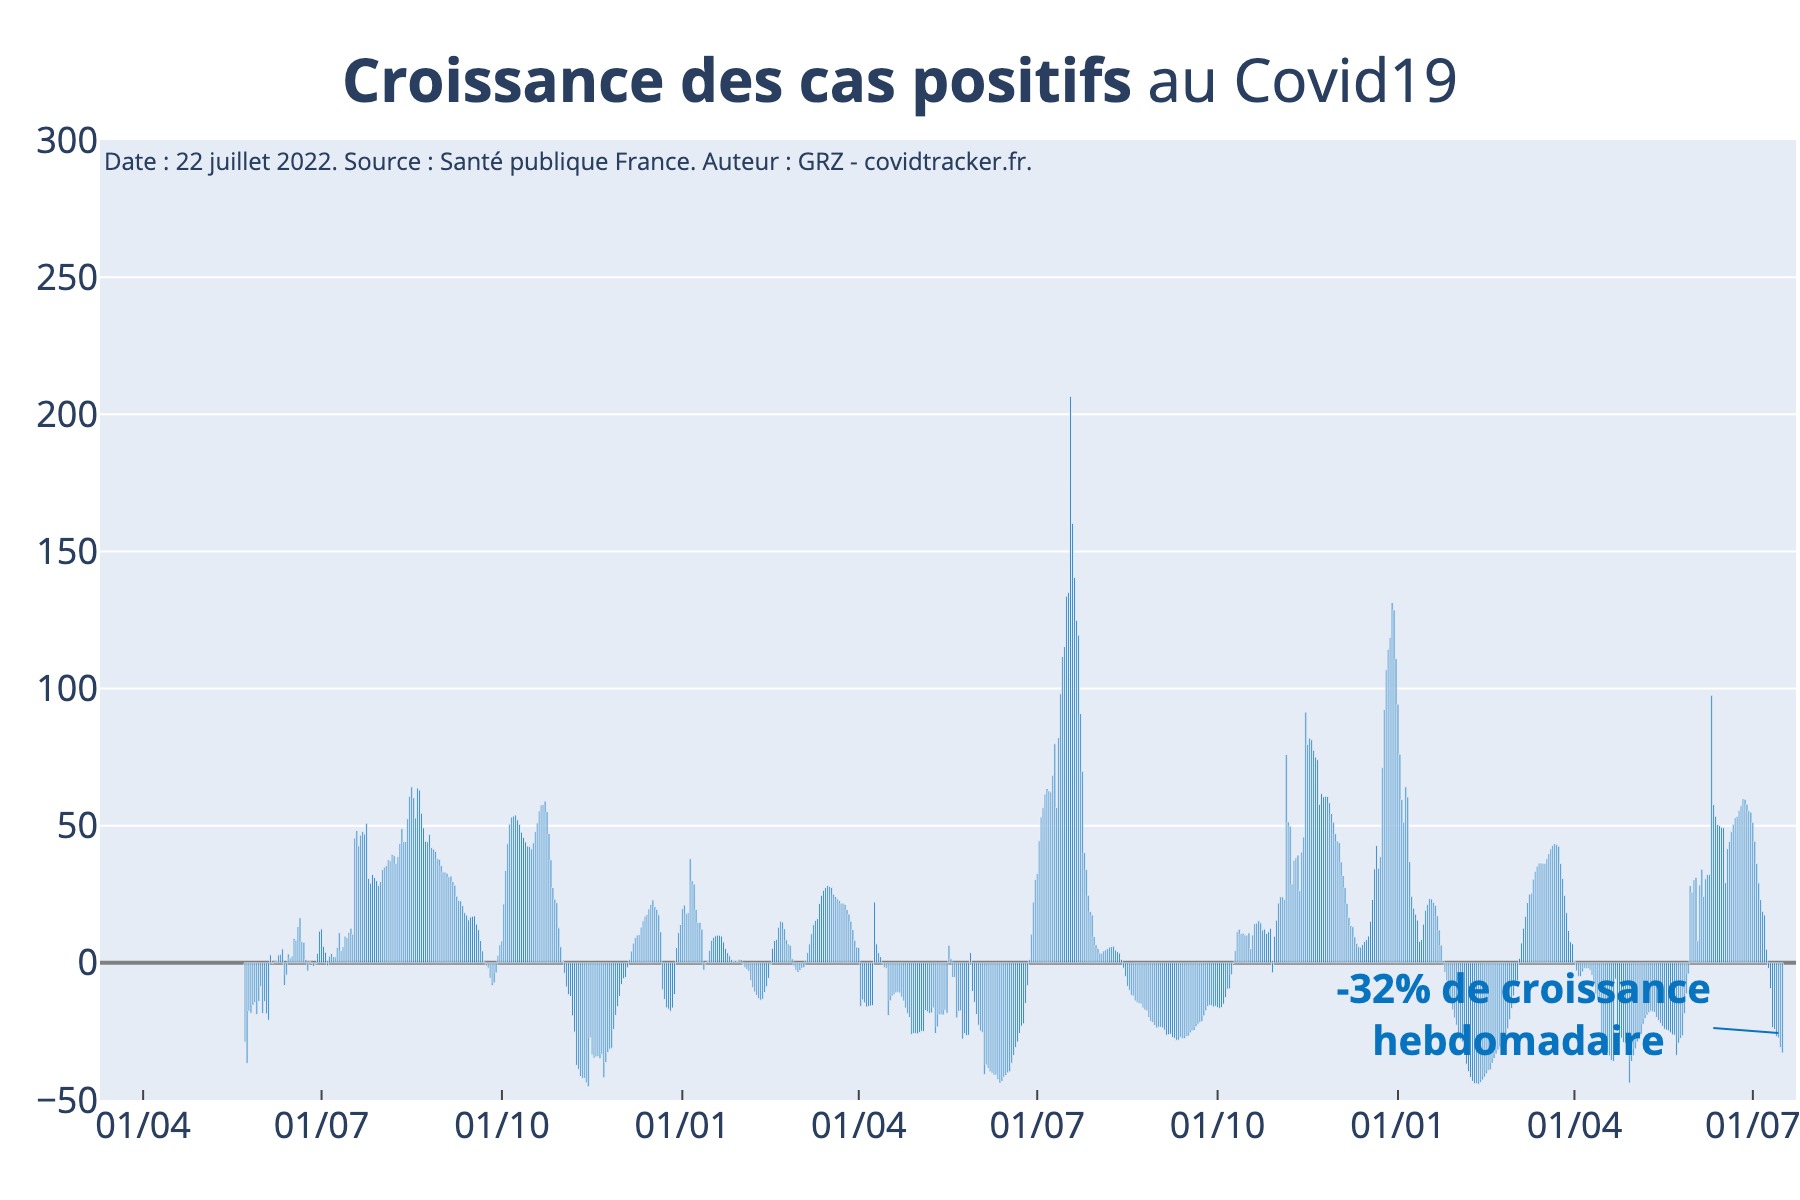 Croissance des cas positifs au Covid19
300
Date : 22 juillet 2022. Source : Santé publique France. Auteur : GRZ - covidtracker.fr.
250
200
150
100
50
0
-32% de croissance
hebdomadaire
−50
01/04 01/07 01/10 01/01 01/04 01/07 01/10 01/01 01/04 01/07